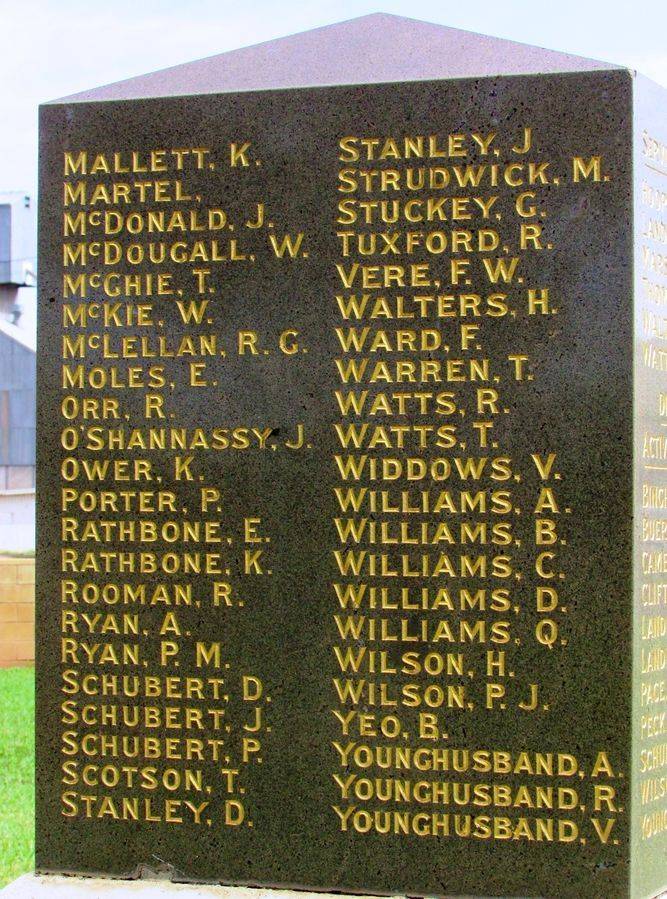 MALLETT, K.
MARTEL,
McDONALD, J.
McDOUGALL, W.
McGHIE, T.
McKIE, W.
McLELLAN, R. G.
MOLES, E.
ORR, R.
O'SHANNASSY, J.
OWER, K.
PORTER, P.
RATHBONE, E.
RATHBONE, K.
ROOMAN, R.
RYAN, A.
RYAN, P. M.
SCHUBERT, D.
SCHUBERT, J.
SCHUBERT, P.
SCOTSON, T.
STANLEY, D.
STANLEY, J
STRUDWICK, M.
STUCKEY, G.
TUXFORD, R.
VERE, F. W.
WALTERS, H.
WARD, F.
WARREN, T.
WATTS, R.
WATTS, T.
WIDDOWS, V.
WILLIAMS, A.
WILLIAMS, B.
WILLIAMS, C.
WILLIAMS, D.
WILLIAMS, Q.
WILSON, H.
WILSON, P. J.
YEO, B.
YOUNGHUSBAND, A.
YOUNGHUSBAND, R.
YOUNGHUSBAND, V.